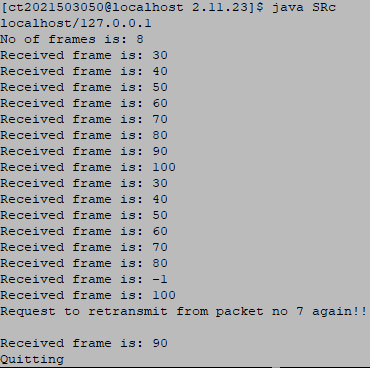 [ct2021503050@localhost 2.11.23]$ java SRc
localhost/127.0.0.1
No of frames is: 8
Received frame is: 30
Received frame is: 40
Received frame is: 50
Received frame is: 60
Received frame is: 70
Received frame is: 80
Received frame is: 90
Received frame is: 100
Received frame is: 30
Received frame is: 40
Received frame is: 50
Received frame is: 60
Received frame is: 70
Received frame is: 80
Received frame is: -1
Received frame is: 100
Request to retransmit from packet no 7 again!!
Received frame is: 90
Quitting